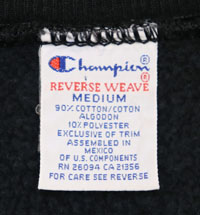 Champion
REVERSE WEAVE
MEDIUM
90% COTTON/COTON
ALGODON
10% POLYESTER
EXCLUSIVE OF TRIM
ASSEMBLED IN
MEXICO
OF U.S. COMPONENTS
RN 26094 CA 21356
FOR CARE SEE REVERSE